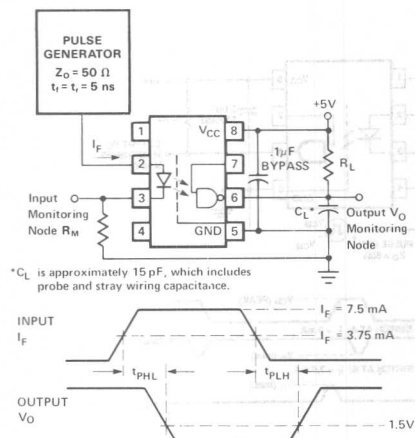 PULSE
GENERATOR
Z₀ = 50 Ω
t_f = t_r = 5 ns
+5V
1
V_CC
8
I_F
2
7
.1μF
BYPASS
R_L
Input
Monitoring
Node R_M
3
6
C_L*
Output V_O
Monitoring
Node
4
GND
5
*C_L is approximately 15 pF, which includes
probe and stray wiring capacitance.
INPUT
I_F
I_F = 7.5 mA
I_F = 3.75 mA
t_PHL
t_PLH
OUTPUT
V_O
1.5V